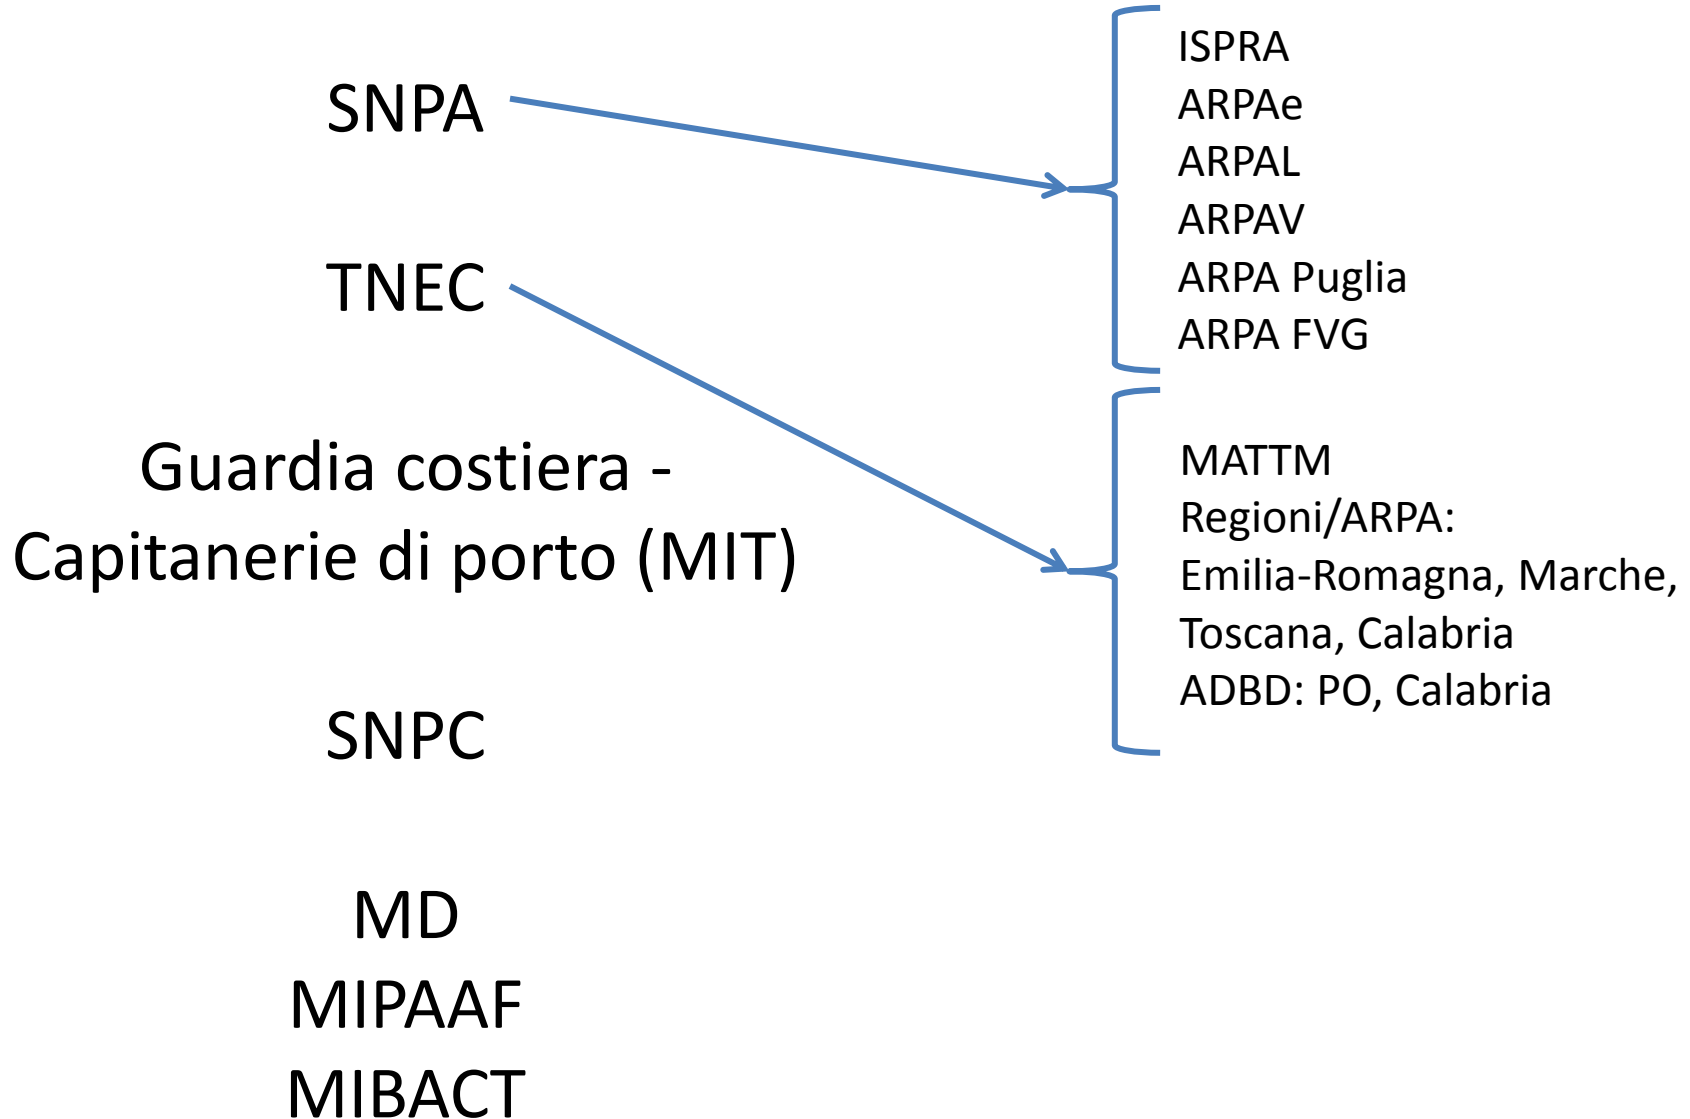 SNPA
TNEC
Guardia costiera -
Capitanerie di porto (MIT)
SNPC
MD
MIPAAF
MIBACT
ISPRA
ARPAe
ARPAL
ARPAV
ARPA Puglia
ARPA FVG
MATTM
Regioni/ARPA:
Emilia-Romagna, Marche,
Toscana, Calabria
ADBD: PO, Calabria